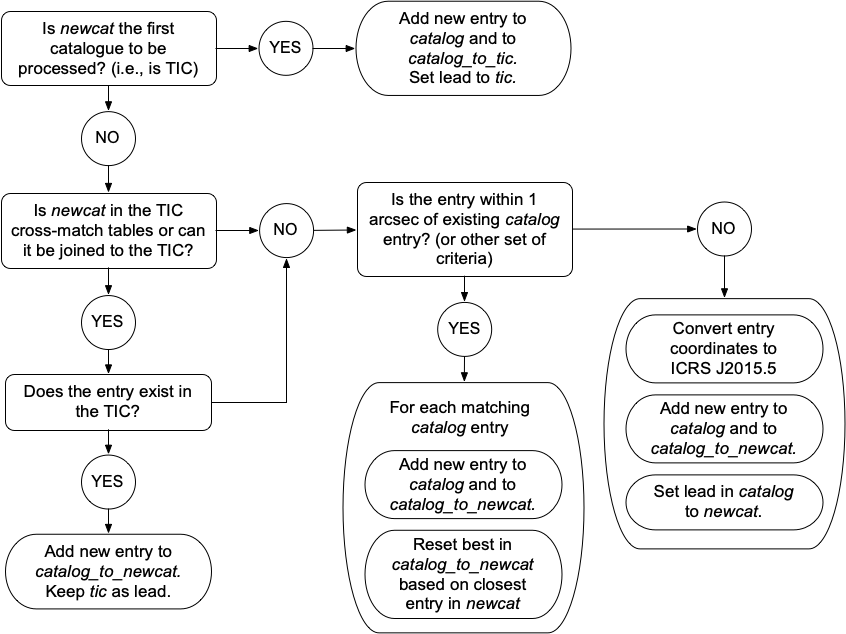 Is newcat the first
catalogue to be
processed? (i.e., is TIC)
YES
Add new entry to
catalog and to
catalog_to_tic.
Set lead to tic.
NO
Is newcat in the TIC
cross-match tables or can
it be joined to the TIC?
NO
Is the entry within 1
arcsec of existing catalog
entry? (or other set of
criteria)
NO
YES
Does the entry exist in
the TIC?
YES
Add new entry to
catalog_to_newcat.
Keep tic as lead.
YES
For each matching
catalog entry
Add new entry to
catalog and to
catalog_to_newcat.
Reset best in
catalog_to_newcat
based on closest
entry in newcat
Convert entry
coordinates to
ICRS J2015.5
Add new entry to
catalog and to
catalog_to_newcat.
Set lead in catalog
to newcat.